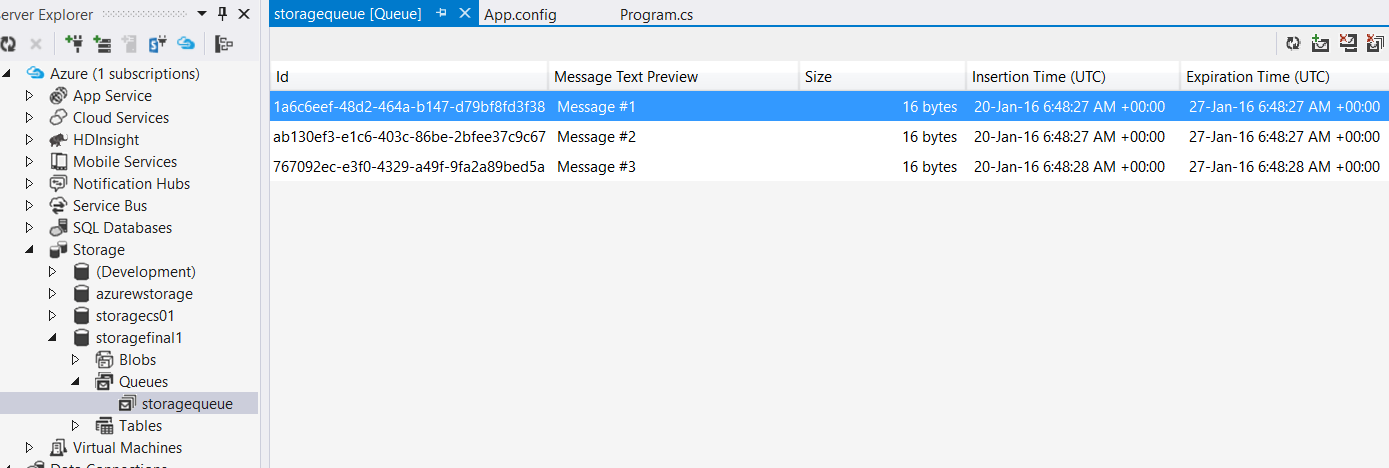 erver Explorer
Azure (1 subscriptions)
App Service
Cloud Services
HDInsight
Mobile Services
Notification Hubs
Service Bus
SQL Databases
Storage
(Development)
azurewstorage
storagecs01
storagefinal1
Blobs
Queues
storagequeue
Tables
Virtual Machines
Data Connections
storagequeue [Queue] App.config Program.cs
Id Message Text Preview Size Insertion Time (UTC) Expiration Time (UTC)
1a6c6eef-48d2-464a-b147-d79bf8fd3f38 Message #1 16 bytes 20-Jan-16 6:48:27 AM +00:00 27-Jan-16 6:48:27 AM +00:00
ab130ef3-e1c6-403c-86be-2bfee37c9c67 Message #2 16 bytes 20-Jan-16 6:48:27 AM +00:00 27-Jan-16 6:48:27 AM +00:00
767092ec-e3f0-4329-a49f-9fa2a89bed5a Message #3 16 bytes 20-Jan-16 6:48:28 AM +00:00 27-Jan-16 6:48:28 AM +00:00